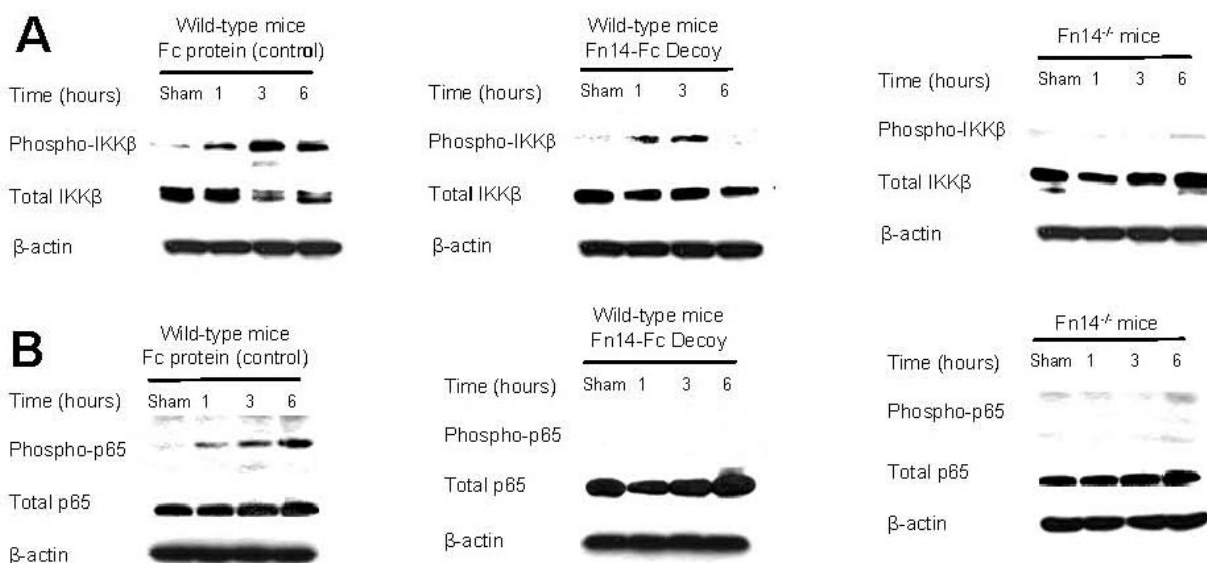 A
Wild-type mice
Fc protein (control)
Time (hours) Sham 1 3 6
Phospho-IKKβ
Total IKKβ
β-actin
Wild-type mice
Fn14-Fc Decoy
Time (hours) Sham 1 3 6
Phospho-IKKβ
Total IKKβ
β-actin
Fn14-/- mice
Time (hours) Sham 1 3 6
Phospho-IKKβ
Total IKKβ
β-actin
B
Wild-type mice
Fc protein (control)
Time (hours) Sham 1 3 6
Phospho-p65
Total p65
β-actin
Wild-type mice
Fn14-Fc Decoy
Time (hours) Sham 1 3 6
Phospho-p65
Total p65
β-actin
Fn14-/- mice
Time (hours) Sham 1 3 6
Phospho-p65
Total p65
β-actin